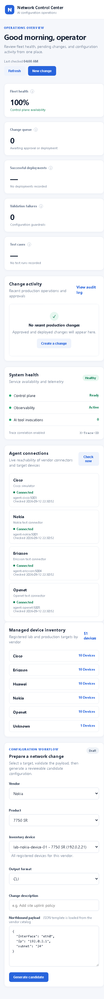 N
Network Control Center
AI configuration operations
OPERATIONS OVERVIEW
Good morning, operator
Review fleet health, pending changes, and configuration
activity from one place.
Last checked 04:00 AM
Refresh
New change
Fleet health i
100%
Control plane availability
Change queue i
0
Awaiting approval or deployment
Successful deployments i
—
No deployments recorded
Validation failures i
0
Configuration guardrails
Test cases i
—
No test runs recorded
Change activity
Recent production operations and
approvals
View audit
log
✓
No recent production changes
Approved and deployed changes will appear here.
Create a change
System health
Service availability and telemetry
Healthy
Control plane Ready
Observability Active
AI tool invocations 0
Trace correlation enabled X-Trace-ID
Agent connections
Live reachability of vendor connectors
and target devices
Check
now
Cisco
Cisco simulator
Connected
agent-cisco:5003
Checked 2026-09-12 22:30:52
Nokia
Nokia test connector
Connected
agent-nokia:5001
Checked 2026-09-12 22:30:52
Ericsson
Ericsson test connector
Connected
agent-ericsson:5004
Checked 2026-09-12 22:30:52
Openet
Openet test connector
Connected
agent-openet:5005
Checked 2026-09-12 22:30:52
Managed device inventory
Registered lab and production targets by
vendor
51
devices
Cisco 10 Devices
Ericsson 10 Devices
Huawei 10 Devices
Nokia 10 Devices
Openet 10 Devices
Unknown 1 Devices
CONFIGURATION WORKFLOW
Prepare a network change
Select a target, validate the payload, then
generate a reviewable candidate
configuration.
Draft
Vendor
Nokia
Product
7750 SR
Inventory device
lab-nokia-device-01 - 7750 SR (192.0.2.21)
All registered devices for this vendor.
Output format
CLI
Change description
e.g. Add site uplink policy
Northbound payload JSON template is loaded from the
vendor catalog
{
"interface": "eth0",
"ip": "192.0.2.1",
"subnet": "24"
}
Generate candidate